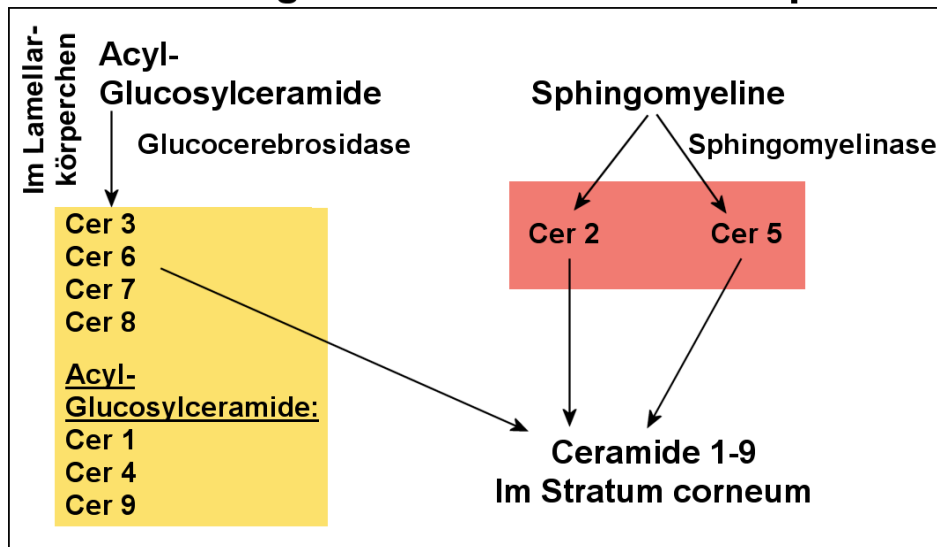 Im Lamellar-
körperchen
Acyl-
Glucosylceramide
Glucocerebrosidase
Cer 3
Cer 6
Cer 7
Cer 8
Acyl-
Glucosylceramide:
Cer 1
Cer 4
Cer 9
Sphingomyeline
Sphingomyelinase
Cer 2
Cer 5
Ceramide 1-9
Im Stratum corneum